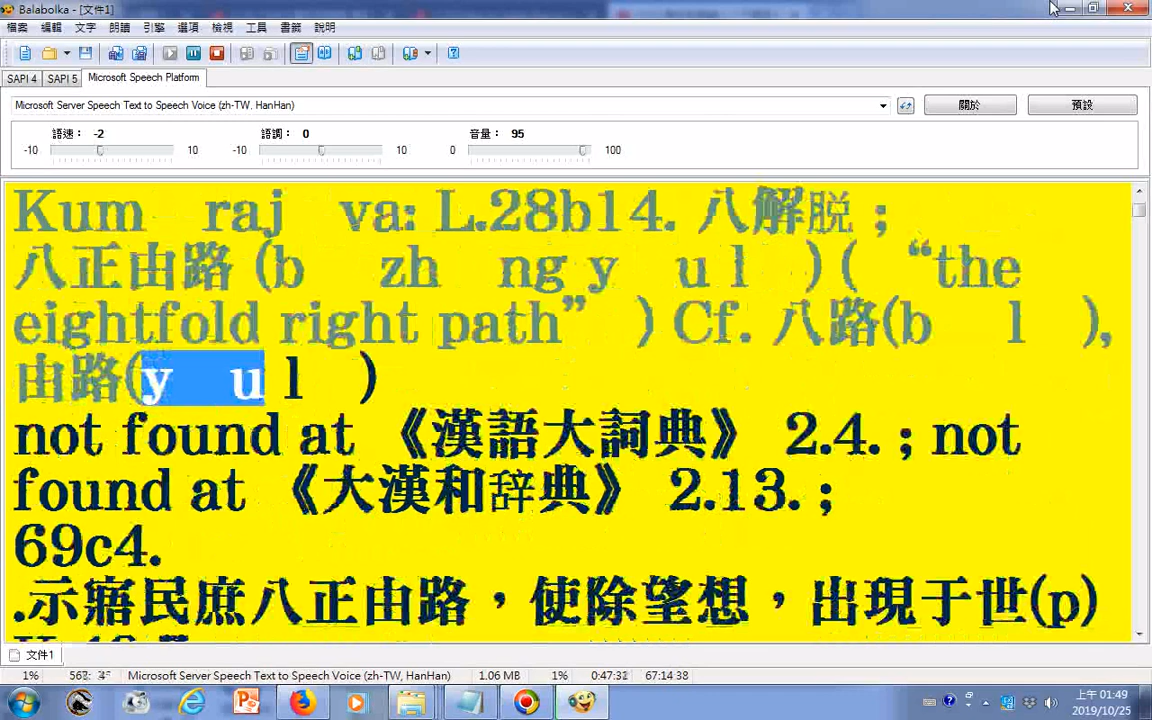 Balabolka - [文件1]
檔案 編輯 文字 朗讀 引擎 選項 檢視 工具 書籤 說明
SAPI 4 SAPI 5 Microsoft Speech Platform
Microsoft Server Speech Text to Speech Voice (zh-TW, HanHan) 關於 預設
語速： -2 語調： 0 音量： 95
-10 10 -10 10 0 100
Kum raj va: L.28b14. 八解脱；
八正由路 (b zh ng y u l ) ( “the
eightfold right path” ) Cf. 八路(b l ),
由路(y u l )
not found at 《漢語大詞典》 2.4. ; not
found at 《大漢和辞典》 2.13. ;
69c4.
.示寤民庶八正由路，使除望想，出現于世(p)
文件1
1% Microsoft Server Speech Text to Speech Voice (zh-TW, HanHan) 1.06 MB 1% 0:47:32 67:14:38
上午 01:49
2019/10/25